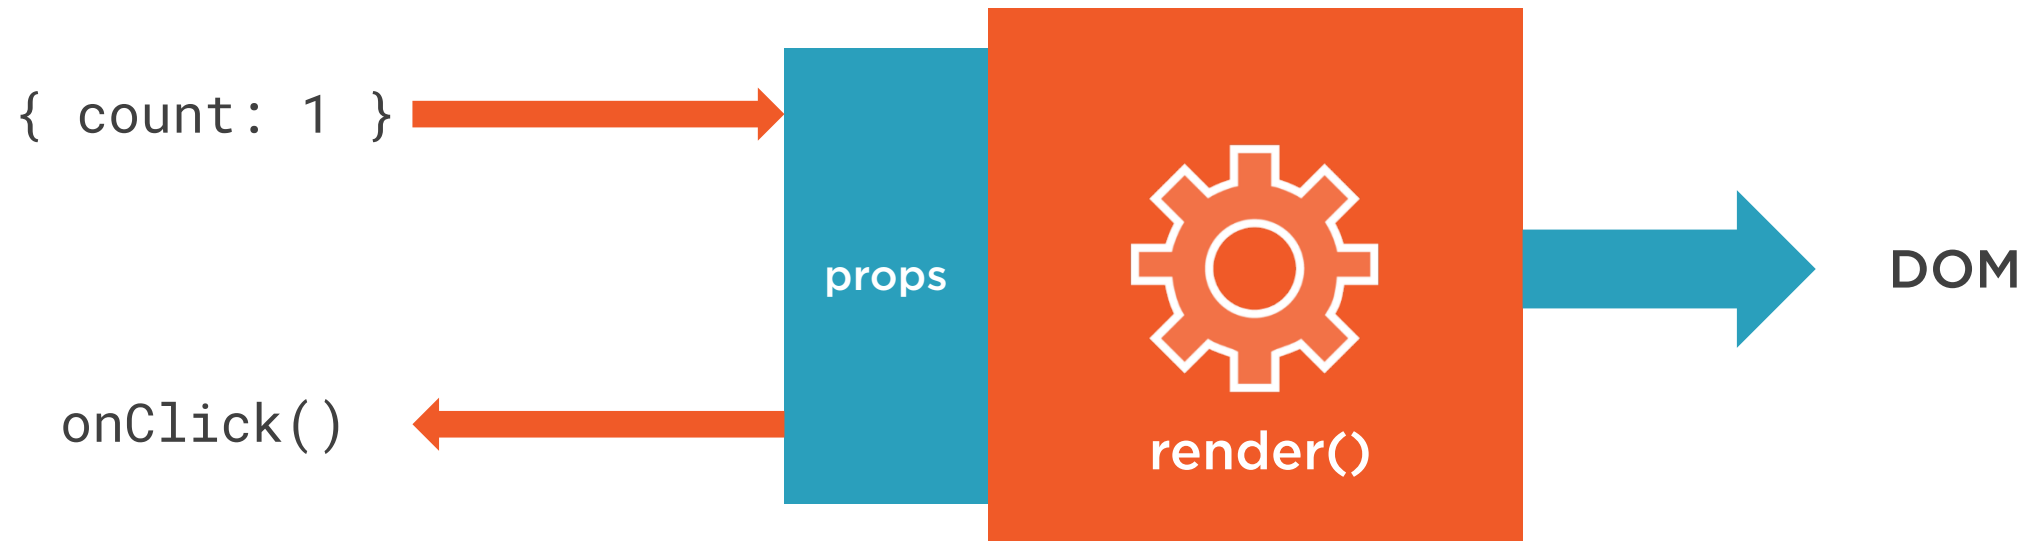 { count: 1 }
props
onClick()
render()
DOM